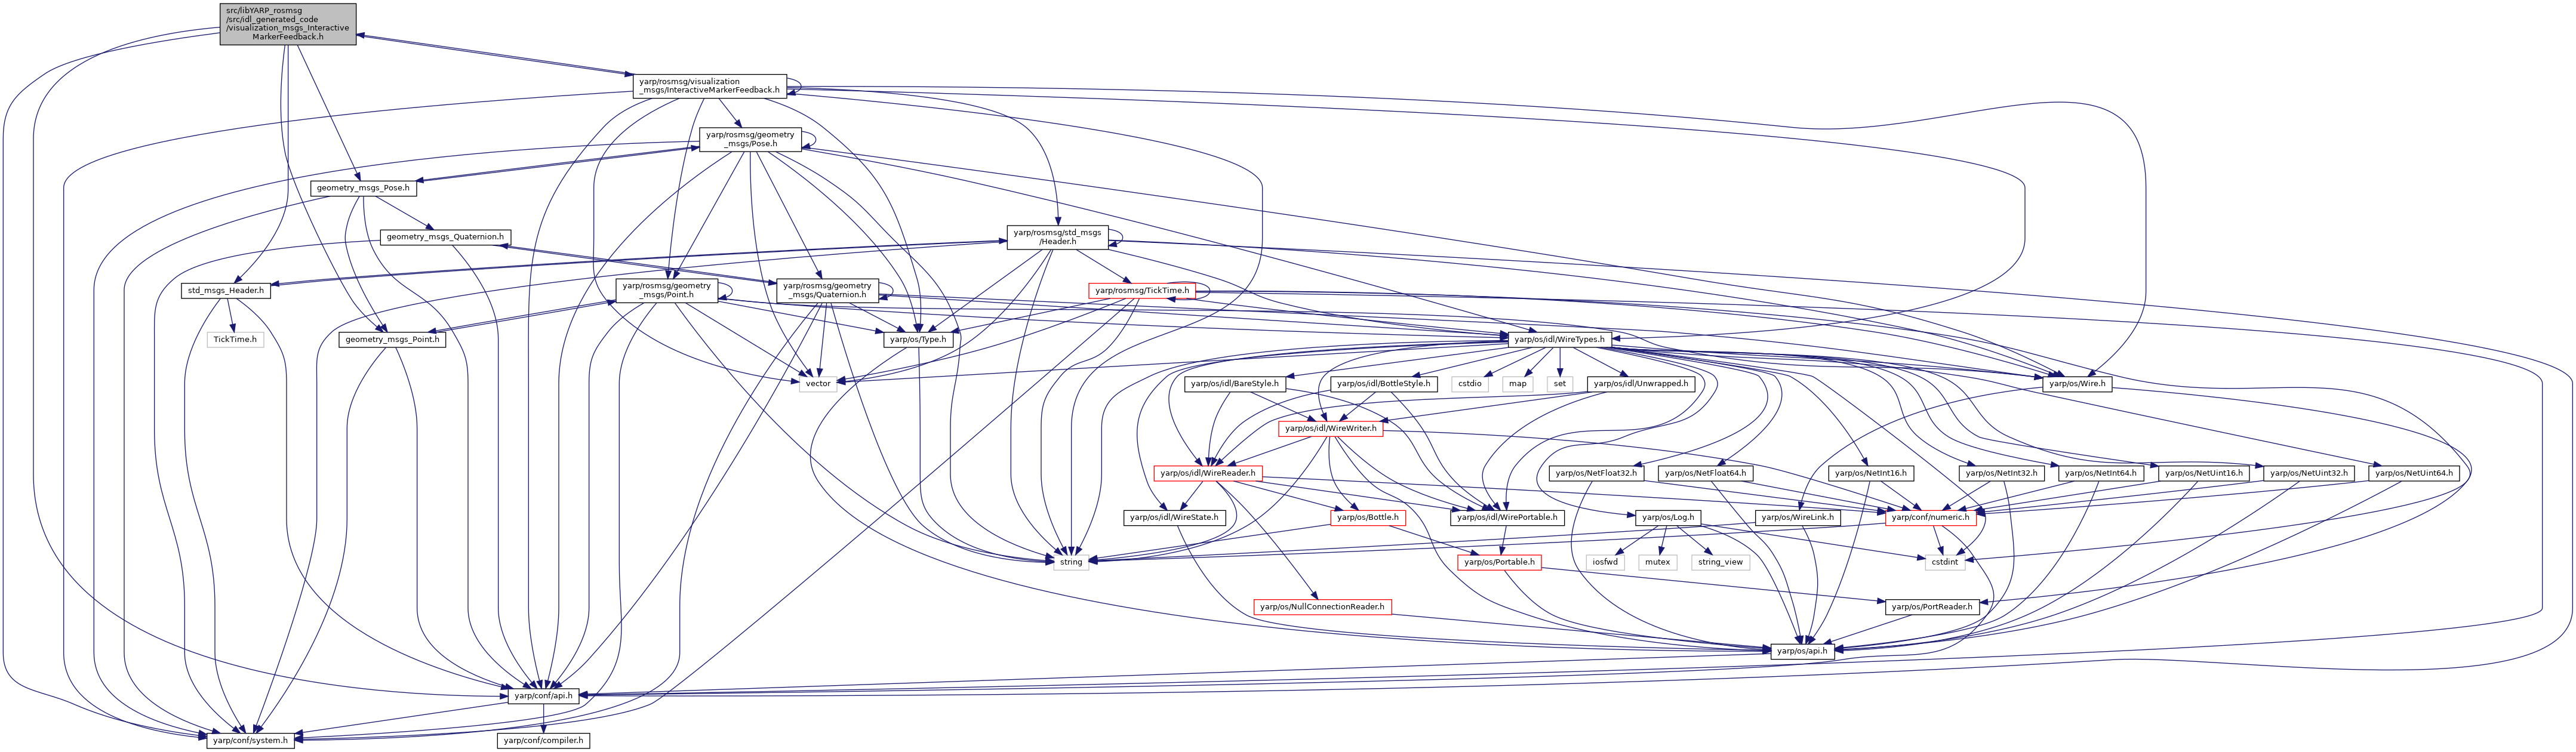 src/libYARP_rosmsg
/src/idl_generated_code
/visualization_msgs_Interactive
MarkerFeedback.h
yarp/rosmsg/visualization
_msgs/InteractiveMarkerFeedback.h
yarp/rosmsg/geometry
_msgs/Pose.h
geometry_msgs_Pose.h
geometry_msgs_Quaternion.h
yarp/rosmsg/std_msgs
/Header.h
std_msgs_Header.h
yarp/rosmsg/geometry
_msgs/Point.h
yarp/rosmsg/geometry
_msgs/Quaternion.h
yarp/rosmsg/TickTime.h
TickTime.h
geometry_msgs_Point.h
yarp/os/Type.h
yarp/os/idl/WireTypes.h
vector
yarp/os/idl/BareStyle.h
yarp/os/idl/BottleStyle.h
cstdio
map
set
yarp/os/idl/Unwrapped.h
yarp/os/Wire.h
yarp/os/idl/WireWriter.h
yarp/os/idl/WireReader.h
yarp/os/NetFloat32.h
yarp/os/NetFloat64.h
yarp/os/NetInt16.h
yarp/os/NetInt32.h
yarp/os/NetInt64.h
yarp/os/NetUint16.h
yarp/os/NetUint32.h
yarp/os/NetUint64.h
yarp/os/idl/WireState.h
yarp/os/Bottle.h
yarp/os/idl/WirePortable.h
yarp/os/Log.h
yarp/os/WireLink.h
yarp/conf/numeric.h
string
yarp/os/Portable.h
iosfwd
mutex
string_view
cstdint
yarp/os/NullConnectionReader.h
yarp/os/PortReader.h
yarp/os/api.h
yarp/conf/api.h
yarp/conf/system.h
yarp/conf/compiler.h